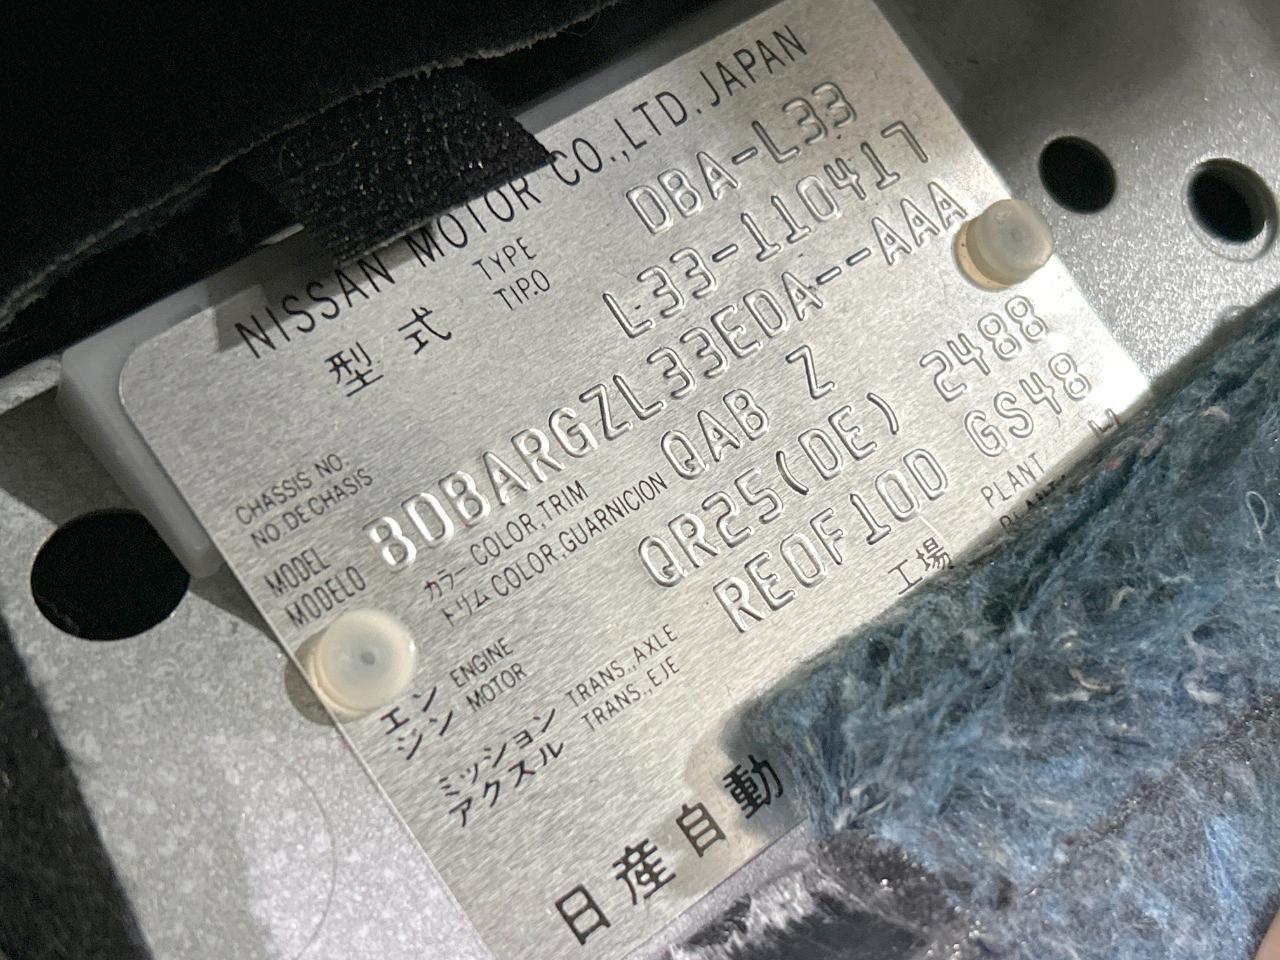 NISSAN MOTOR CO.,LTD. JAPAN
型式 TYPE TIPO DBA-L33
CHASSIS NO. NO.DE CHASIS L33-110417
MODEL MODELO BDBARGZL33EDA--AAA
カラー COLOR,TRIM トリム COLOR,GUARNICION QAB Z
エンジン ENGINE MOTOR QR25(DE) 2488
ミッション TRANS.,AXLE アクスル TRANS.,EJE REOF10D GS48
工場 PLANT
日産自動